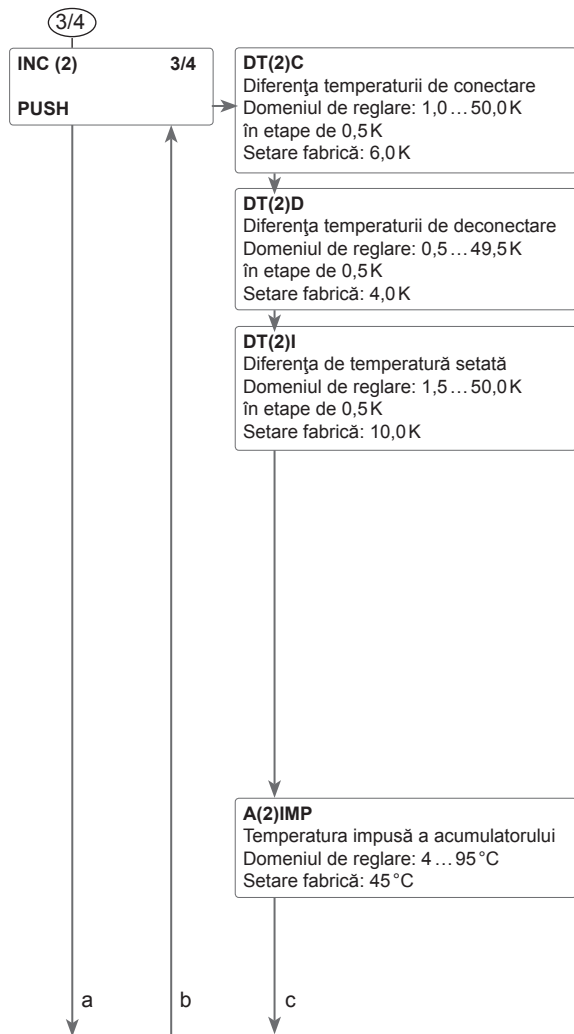 3/4
INC (2) 3/4
PUSH
DT(2)C
Diferenţa temperaturii de conectare
Domeniul de reglare: 1,0 … 50,0 K
în etape de 0,5 K
Setare fabrică: 6,0 K
DT(2)D
Diferenţa temperaturii de deconectare
Domeniul de reglare: 0,5 … 49,5 K
în etape de 0,5 K
Setare fabrică: 4,0 K
DT(2)I
Diferenţa de temperatură setată
Domeniul de reglare: 1,5 … 50,0 K
în etape de 0,5 K
Setare fabrică: 10,0 K
A(2)IMP
Temperatura impusă a acumulatorului
Domeniul de reglare: 4 … 95 °C
Setare fabrică: 45 °C
a b c